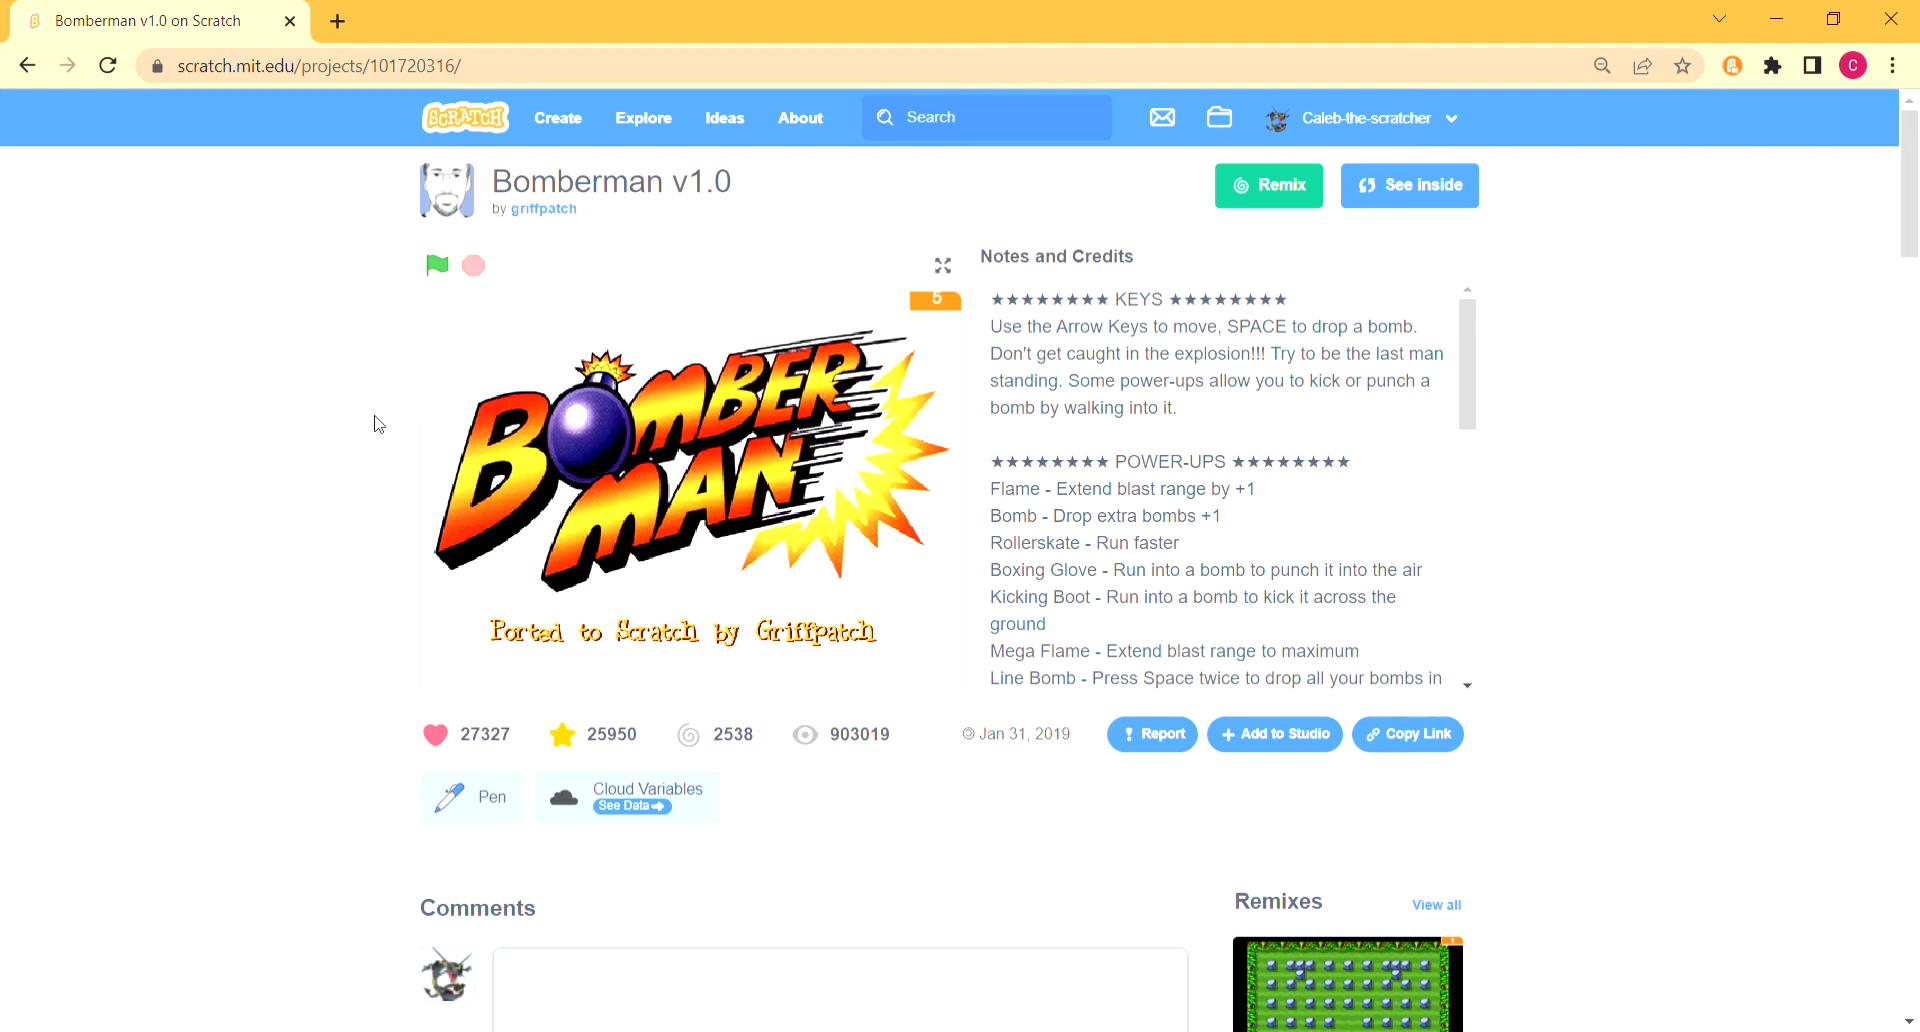 Bomberman v1.0 on Scratch
scratch.mit.edu/projects/101720316/
C
SCRATCH Create Explore Ideas About Search Caleb-the-scratcher
Bomberman v1.0
by griffpatch
Remix See inside
Notes and Credits
5
BOMBER
MAN
Ported to Scratch by Griffpatch
★★★★★★★★ KEYS ★★★★★★★★
Use the Arrow Keys to move, SPACE to drop a bomb.
Don't get caught in the explosion!!! Try to be the last man
standing. Some power-ups allow you to kick or punch a
bomb by walking into it.
★★★★★★★★ POWER-UPS ★★★★★★★★
Flame - Extend blast range by +1
Bomb - Drop extra bombs +1
Rollerskate - Run faster
Boxing Glove - Run into a bomb to punch it into the air
Kicking Boot - Run into a bomb to kick it across the
ground
Mega Flame - Extend blast range to maximum
Line Bomb - Press Space twice to drop all your bombs in
27327 25950 2538 903019 Jan 31, 2019 Report Add to Studio Copy Link
Pen
Cloud Variables
See Data
Comments
Remixes View all